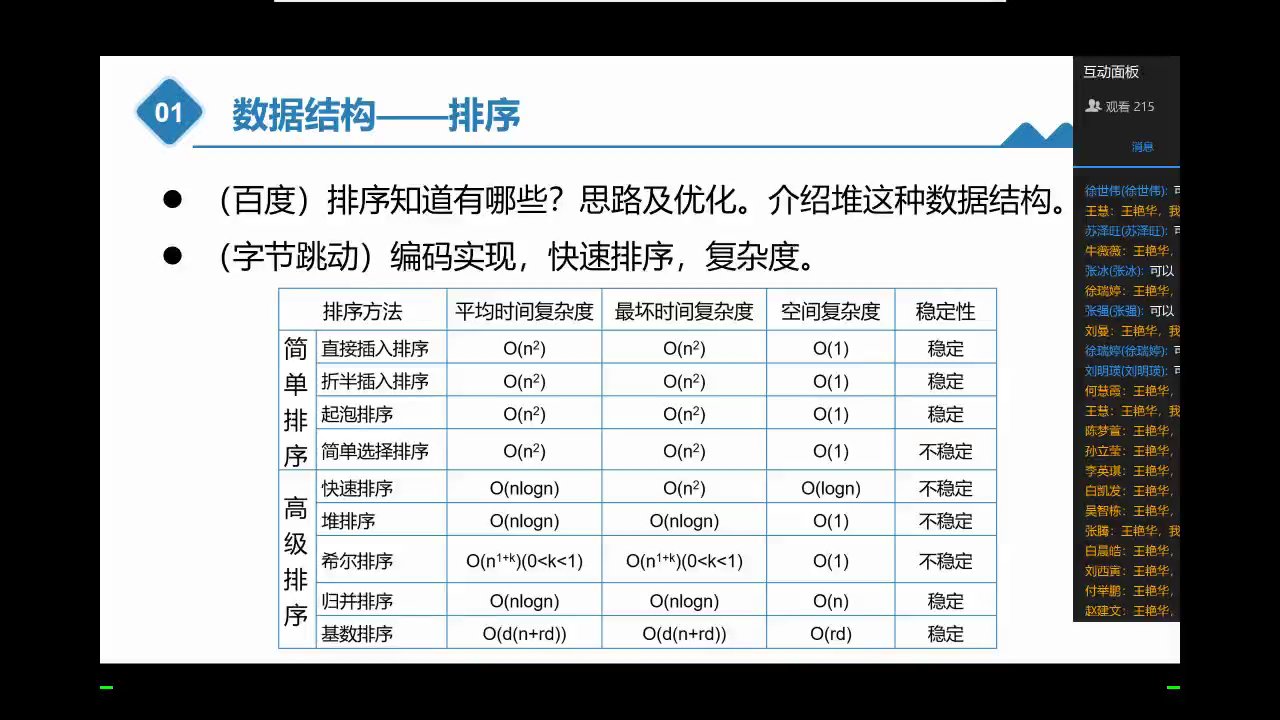 01
数据结构——排序
（百度）排序知道有哪些？思路及优化。介绍堆这种数据结构。
（字节跳动）编码实现，快速排序，复杂度。
排序方法 平均时间复杂度 最坏时间复杂度 空间复杂度 稳定性
简单排序
直接插入排序 O(n²) O(n²) O(1) 稳定
折半插入排序 O(n²) O(n²) O(1) 稳定
起泡排序 O(n²) O(n²) O(1) 稳定
简单选择排序 O(n²) O(n²) O(1) 不稳定
高级排序
快速排序 O(nlogn) O(n²) O(logn) 不稳定
堆排序 O(nlogn) O(nlogn) O(1) 不稳定
希尔排序 O(n¹⁺ᵏ)(0<k<1) O(n¹⁺ᵏ)(0<k<1) O(1) 不稳定
归并排序 O(nlogn) O(nlogn) O(n) 稳定
基数排序 O(d(n+rd)) O(d(n+rd)) O(rd) 稳定
互动面板
观看 215
消息
徐世伟(徐世伟):
王慧：王艳华，我
苏泽旺(苏泽旺):
牛薇薇：王艳华，
张冰(张冰): 可以
徐瑞婷：王艳华，
张强(张强): 可以
刘曼：王艳华，我
徐瑞婷(徐瑞婷):
刘明瑛(刘明瑛):
何慧霞：王艳华，
王慧：王艳华，我
陈梦萱：王艳华，
孙立莹：王艳华，
李英琪：王艳华，
白凯发：王艳华，
吴智栋：王艳华，
张腾：王艳华，我
白晨皓：王艳华，
刘西寅：王艳华，
付举鹏：王艳华，
赵建文：王艳华，